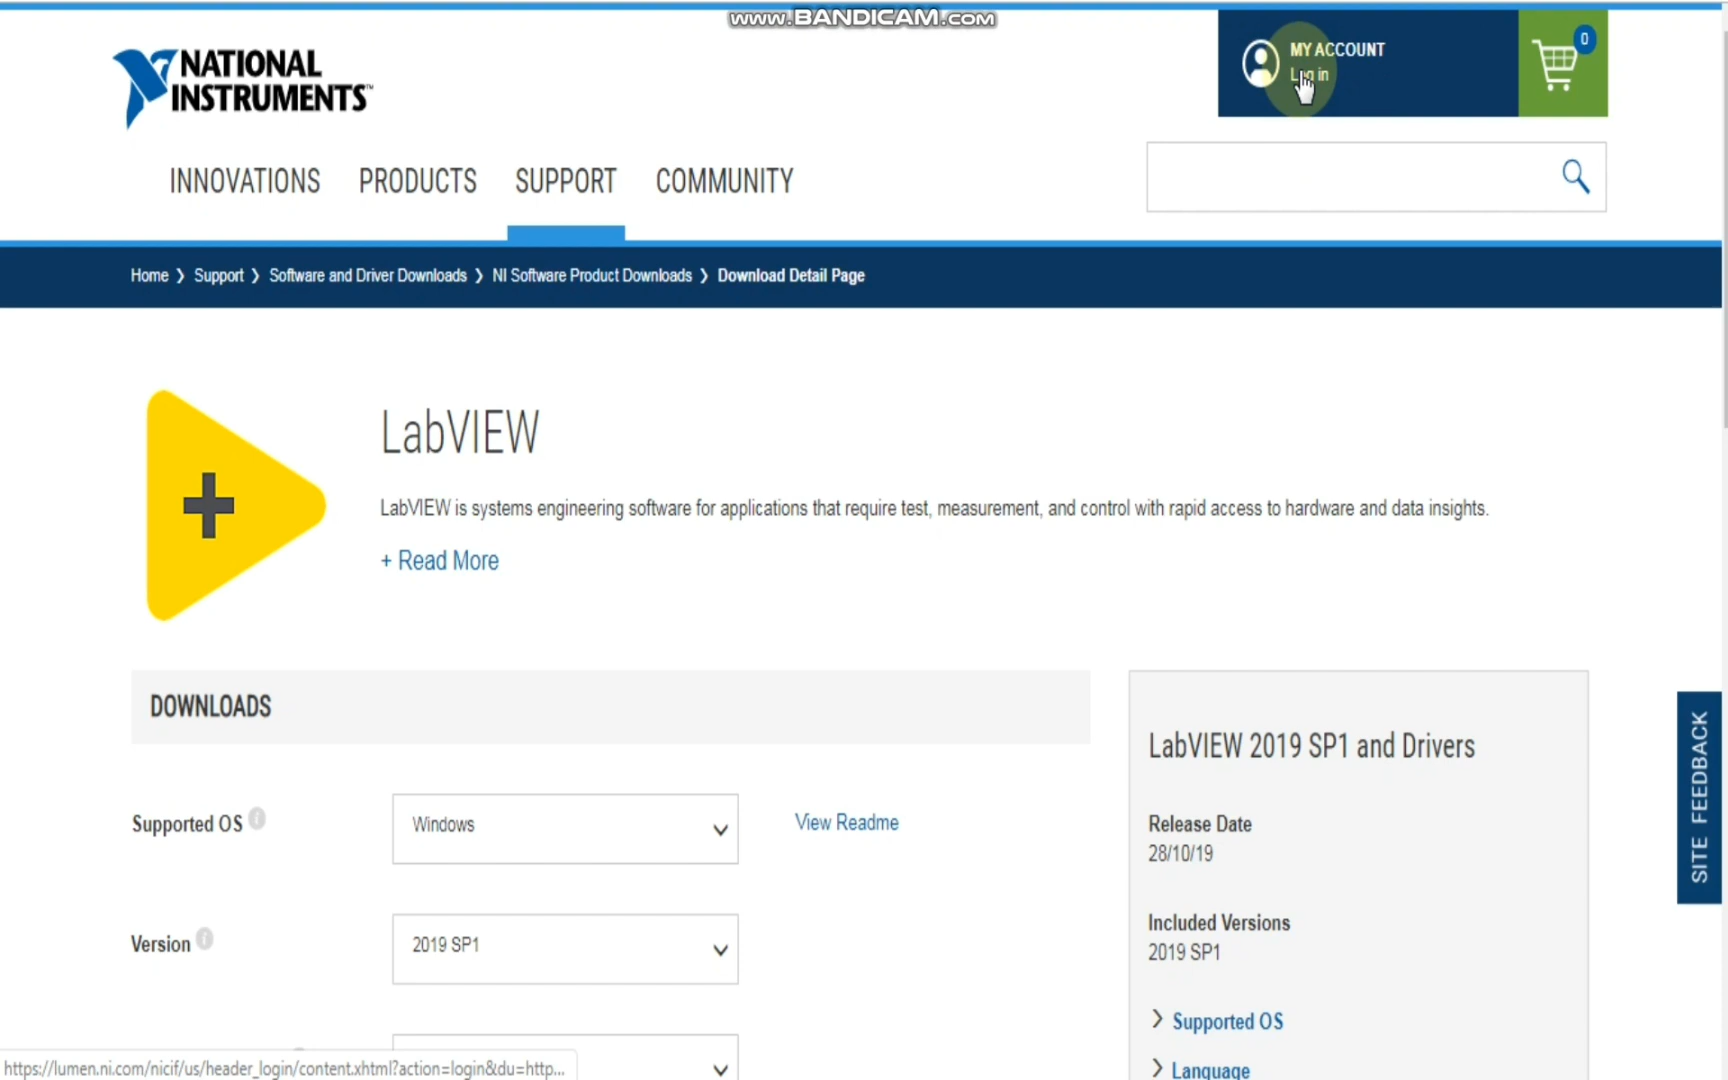 www.BANDICAM.com
NATIONAL
INSTRUMENTS™
MY ACCOUNT
Log in
0
INNOVATIONS PRODUCTS SUPPORT COMMUNITY
Home ❯ Support ❯ Software and Driver Downloads ❯ NI Software Product Downloads ❯ Download Detail Page
LabVIEW
LabVIEW is systems engineering software for applications that require test, measurement, and control with rapid access to hardware and data insights.
+ Read More
DOWNLOADS
Supported OS
Windows
View Readme
Version
2019 SP1
LabVIEW 2019 SP1 and Drivers
Release Date
28/10/19
Included Versions
2019 SP1
Supported OS
Language
SITE FEEDBACK
https://lumen.ni.com/nicif/us/header_login/content.xhtml?action=login&du=http...